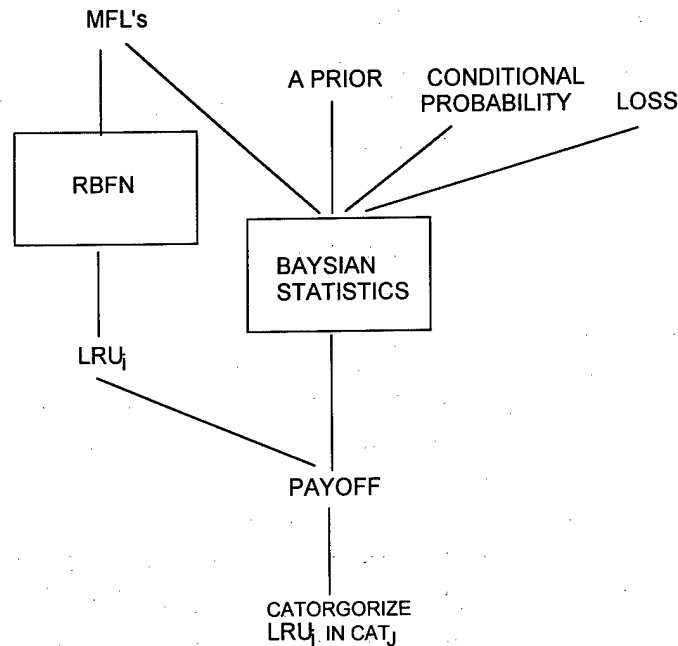 MFL's
A PRIOR
CONDITIONAL
PROBABILITY
LOSS
RBFN
BAYSIAN
STATISTICS
LRUi
PAYOFF
CATORGORIZE
LRUi IN CATJ